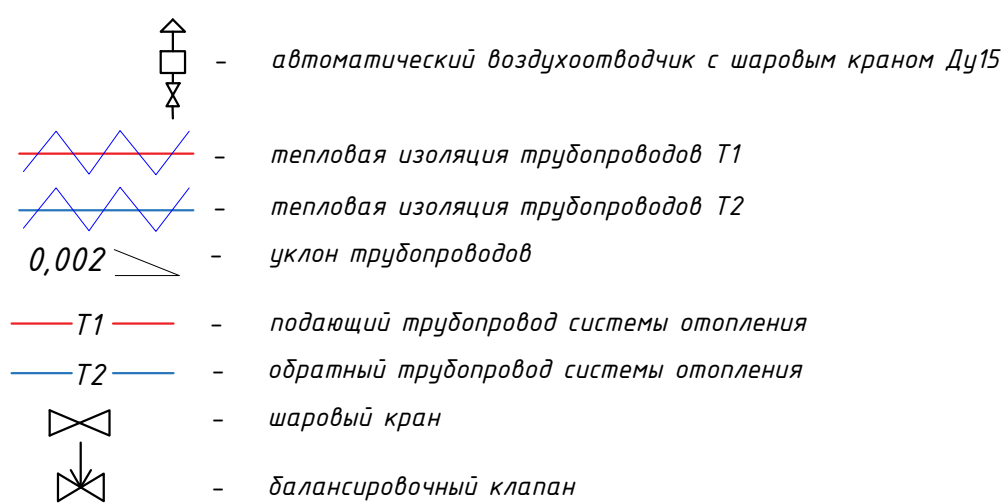 - автоматический воздухоотводчик с шаровым краном Ду15
- тепловая изоляция трубопроводов Т1
- тепловая изоляция трубопроводов Т2
0,002 - уклон трубопроводов
Т1 - подающий трубопровод системы отопления
Т2 - обратный трубопровод системы отопления
- шаровый кран
- балансировочный клапан